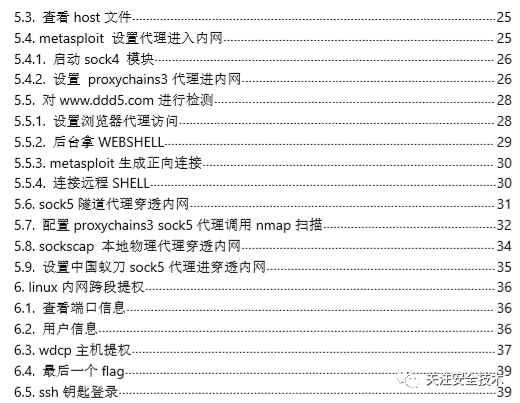 5.3. 查看 host 文件 25
5.4. metasploit 设置代理进入内网 25
5.4.1. 启动 sock4 模块 26
5.4.2. 设置 proxychains3 代理进内网 26
5.5. 对 www.ddd5.com 进行检测 28
5.5.1. 设置浏览器代理访问 28
5.5.2. 后台拿 WEBSHELL 29
5.5.3. metasploit 生成正向连接 30
5.5.4. 连接远程 SHELL 30
5.6. sock5 隧道代理穿透内网 31
5.7. 配置 proxychains3 sock5 代理调用 nmap 扫描 32
5.8. sockscap 本地物理代理穿透内网 34
5.9. 设置中国蚁刀 sock5 代理进穿透内网 35
6. linux 内网跨段提权 36
6.1. 查看端口信息 36
6.2. 用户信息 36
6.3. wdcp 主机提权 37
6.4. 最后一个 flag 39
6.5. ssh 钥匙登录 39
关注安全技术